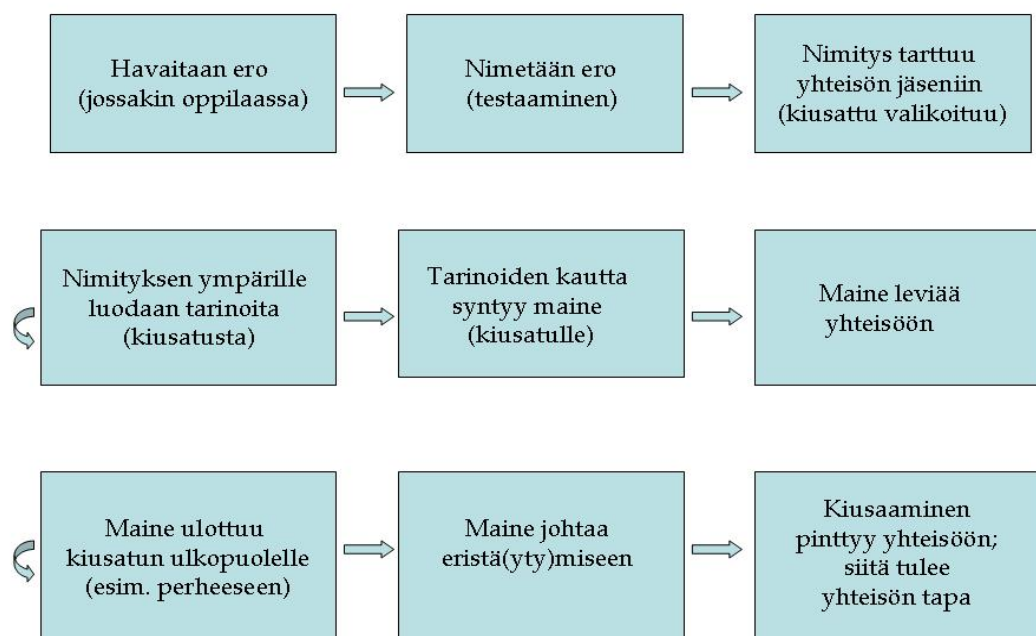 Havaitaan ero
(jossakin oppilaassa)
Nimetään ero
(testaaminen)
Nimitys tarttuu
yhteisön jäseniin
(kiusattu valikoituu)
Nimityksen ympärille
luodaan tarinoita
(kiusatusta)
Tarinoiden kautta
syntyy maine
(kiusatulle)
Maine leviää
yhteisöön
Maine ulottuu
kiusatun ulkopuolelle
(esim. perheeseen)
Maine johtaa
eristä(yty)miseen
Kiusaaminen
pinttyy yhteisöön;
siitä tulee
yhteisön tapa